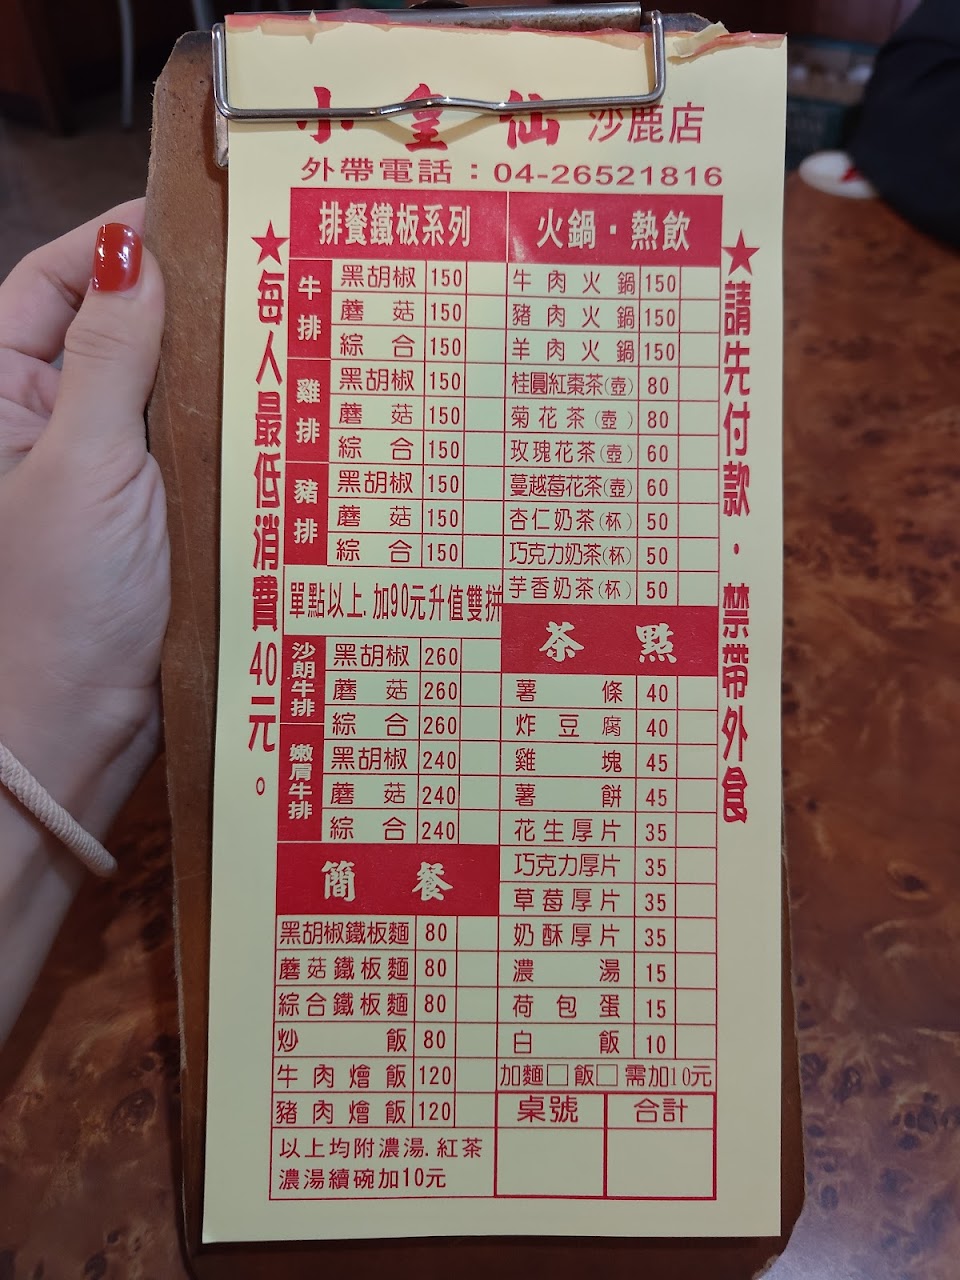 小皇仙 沙鹿店
外帶電話：04-26521816
★每人最低消費40元。
排餐鐵板系列
牛排
黑胡椒 150
蘑菇 150
綜合 150
雞排
黑胡椒 150
蘑菇 150
綜合 150
豬排
黑胡椒 150
蘑菇 150
綜合 150
單點以上.加90元升值雙拼
沙朗牛排
黑胡椒 260
蘑菇 260
綜合 260
嫩肩牛排
黑胡椒 240
蘑菇 240
綜合 240
簡餐
黑胡椒鐵板麵 80
蘑菇鐵板麵 80
綜合鐵板麵 80
炒飯 80
牛肉燴飯 120
豬肉燴飯 120
以上均附濃湯.紅茶
濃湯續碗加10元
火鍋・熱飲
牛肉火鍋 150
豬肉火鍋 150
羊肉火鍋 150
桂圓紅棗茶(壺) 80
菊花茶(壺) 80
玫瑰花茶(壺) 60
蔓越莓花茶(壺) 60
杏仁奶茶(杯) 50
巧克力奶茶(杯) 50
芋香奶茶(杯) 50
茶點
薯條 40
炸豆腐 40
雞塊 45
薯餅 45
花生厚片 35
巧克力厚片 35
草莓厚片 35
奶酥厚片 35
濃湯 15
荷包蛋 15
白飯 10
加麵□飯□需加10元
桌號 合計
★請先付款・禁帶外食